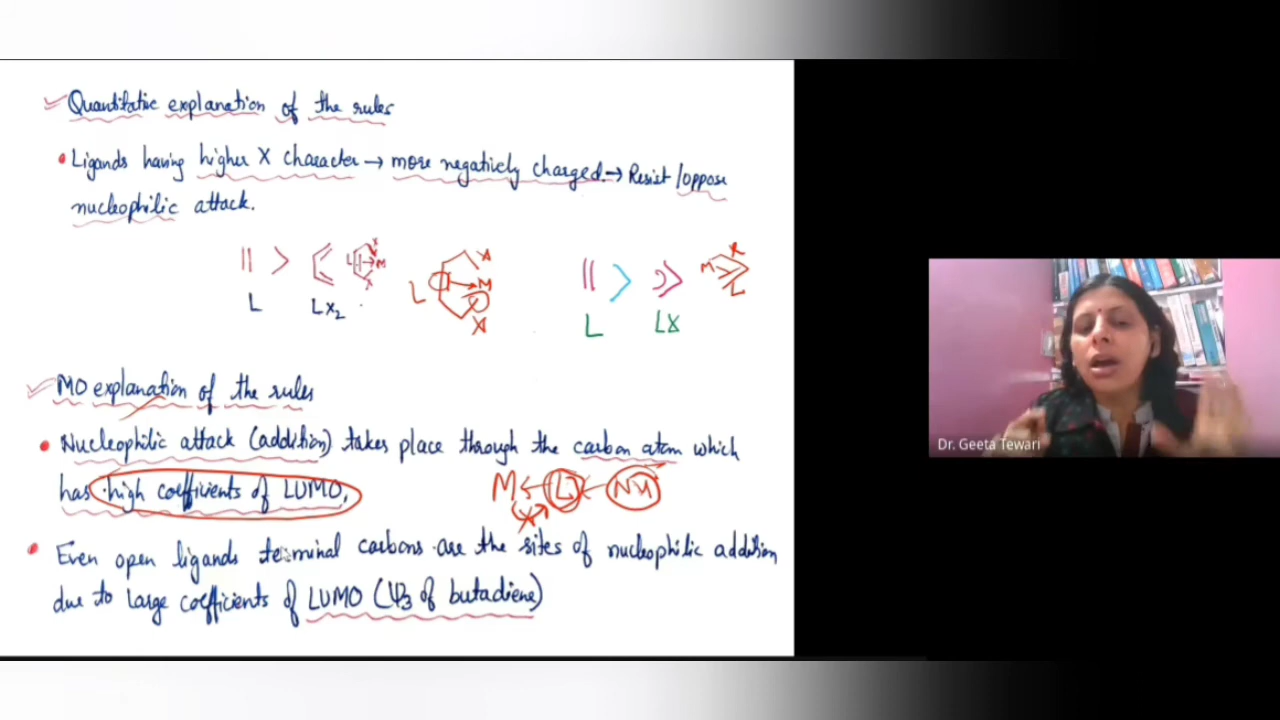 Quantitative explanation of the rules
• Ligands having higher X character → more negatively charged → Resist / oppose
nucleophilic attack.
|| > L X M X
L LX2
L M X X
|| > > M X L
L LX
MO explanation of the rules
• Nucleophilic attack (addition) takes place through the carbon atom which
has high coefficients of LUMO,
M ← L ← Nu
X
• Even open ligands terminal carbons are the sites of nucleophilic addition
due to large coefficients of LUMO (Ψ3 of butadiene)
Dr. Geeta Tewari